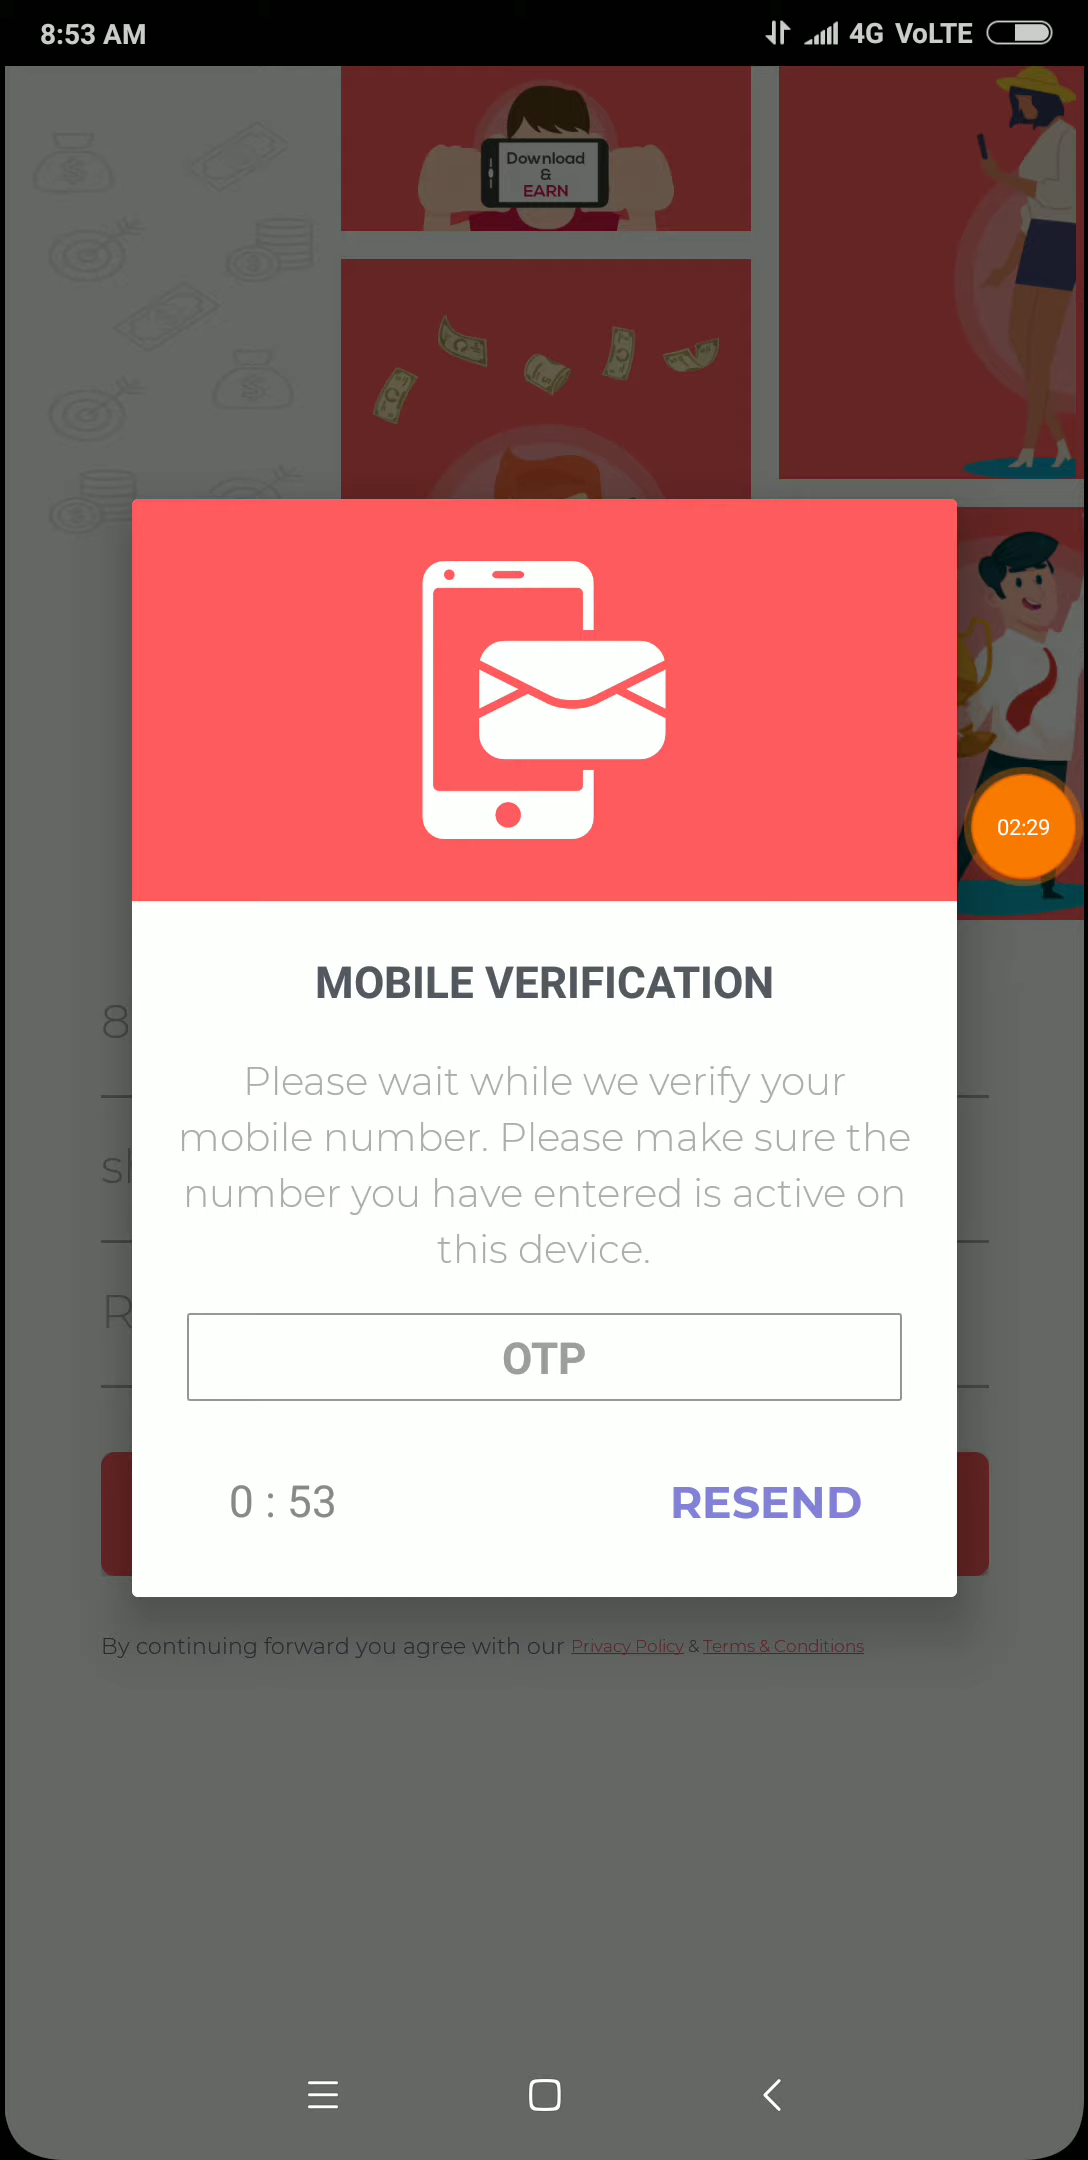 8:53 AM
4G VoLTE
Download
&
EARN
02:29
MOBILE VERIFICATION
Please wait while we verify your
mobile number. Please make sure the
number you have entered is active on
this device.
OTP
0 : 53
RESEND
By continuing forward you agree with our Privacy Policy & Terms & Conditions